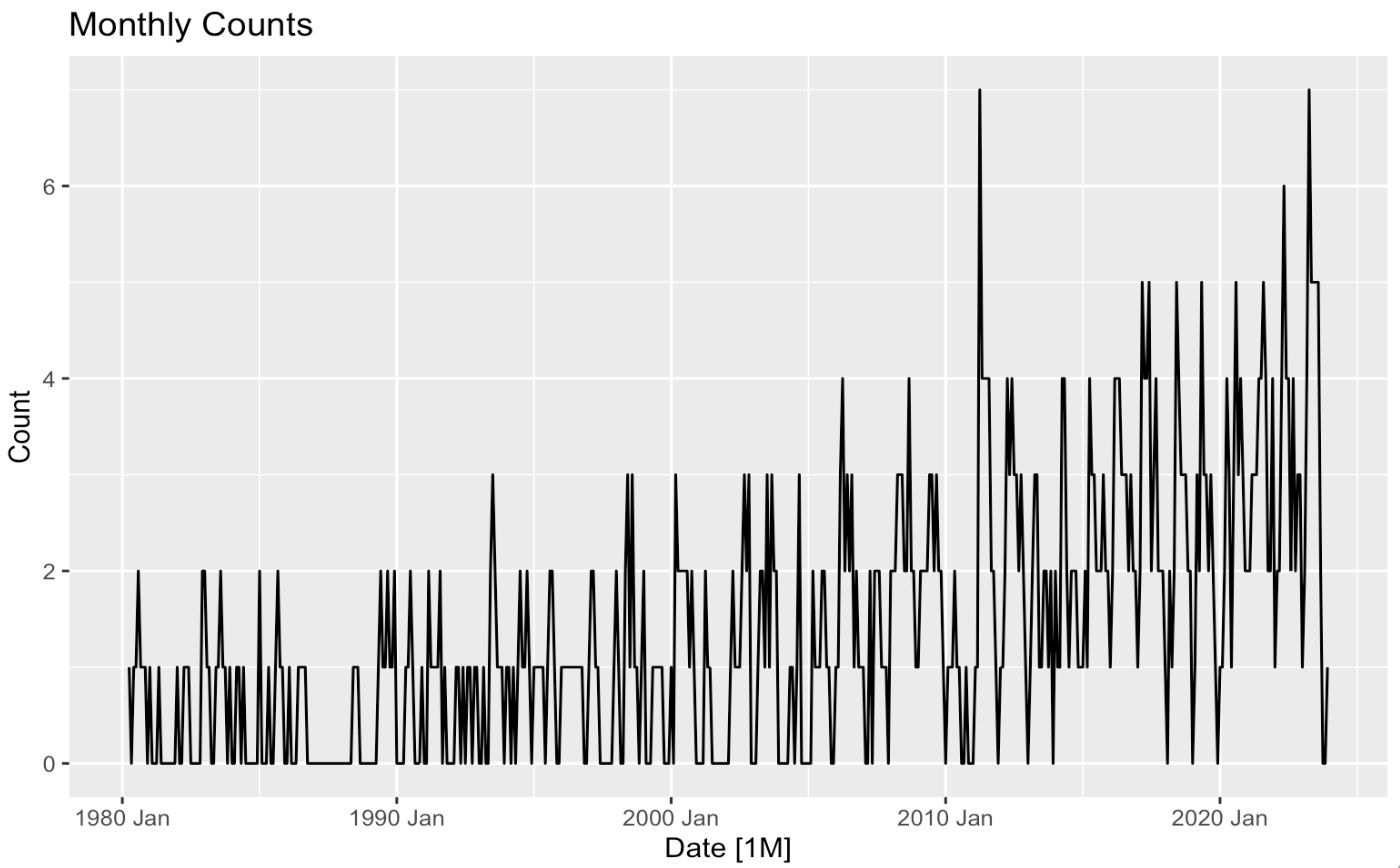 Monthly Counts
Count
6
4
2
0
1980 Jan
1990 Jan
2000 Jan
2010 Jan
2020 Jan
Date [1M]